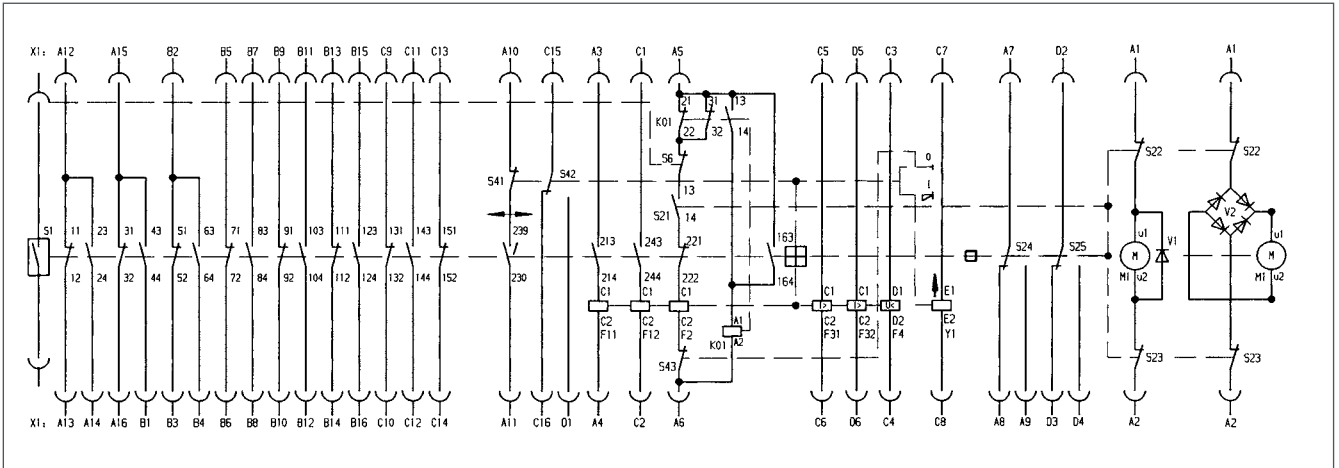 X1: A12 A15 B2 B5 B7 B9 B11 B13 B15 C9 C11 C13 A10 C15 A3 C1 A5 C5 D5 C3 C7 A7 D2 A1 A1
21 31 13
K01 22 32 14
S6 0
S41 S42 I
13
S21 14
S22 S22
V2
S1 11 23 31 43 51 63 71 83 91 103 111 123 131 143 151 239 213 243 221 163 S24 S25 u1 V1 u1
M M
12 24 32 44 52 64 72 84 92 104 112 124 132 144 152 230 214 244 222 164 M1 u2 M1 u2
C1 C1 C1 C1 C1 D1 E1
I> I> U<
C2 C2 C2 A1 C2 C2 D2 E2
F11 F12 F2 K01 A2 F31 F32 F4 Y1
S43 S23 S23
X1: A13 A14 A16 B1 B3 B4 B6 B8 B10 B12 B14 B16 C10 C12 C14 A11 C16 D1 A4 C2 A6 C6 D6 C4 C8 A8 A9 D3 D4 A2 A2